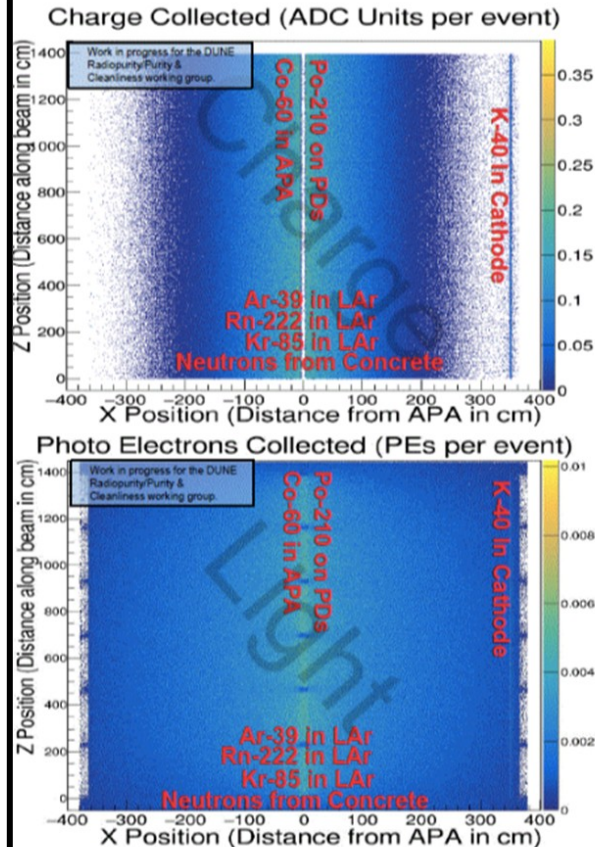 Charge Collected (ADC Units per event)
Work in progress for the DUNE
Radiopurity/Purity &
Cleanliness working group.
Co-60 in APA
Po-210 on PDs
K-40 In Cathode
Charge
Ar-39 in LAr
Rn-222 in LAr
Kr-85 in LAr
Neutrons from Concrete
Z Position (Distance along beam in cm)
1400
1200
1000
800
600
400
200
0
0.35
0.3
0.25
0.2
0.15
0.1
0.05
0
−400 −300 −200 −100 0 100 200 300 400
X Position (Distance from APA in cm)
Photo Electrons Collected (PEs per event)
Work in progress for the DUNE
Radiopurity/Purity &
Cleanliness working group.
Co-60 in APA
Po-210 on PDs
K-40 In Cathode
Light
Ar-39 in LAr
Rn-222 in LAr
Kr-85 in LAr
Neutrons from Concrete
Z Position (Distance along beam in cm)
1400
1200
1000
800
600
400
200
0
0.01
0.008
0.006
0.004
0.002
0
−400 −300 −200 −100 0 100 200 300 400
X Position (Distance from APA in cm)